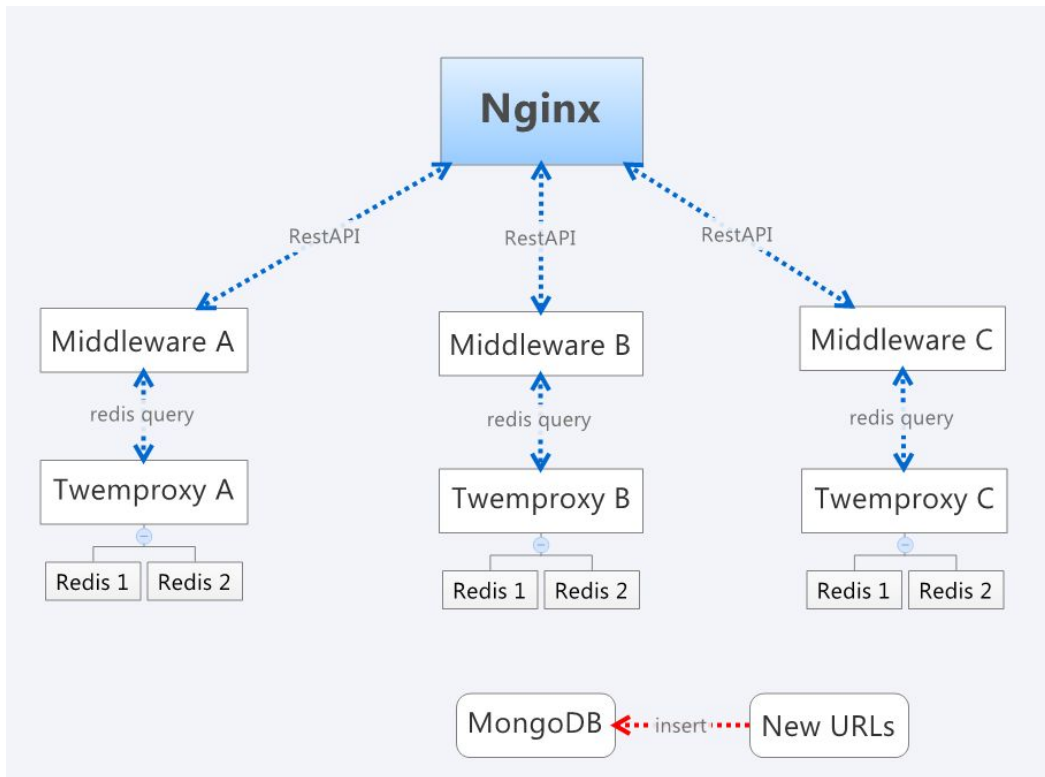 Nginx
RestAPI
RestAPI
RestAPI
Middleware A
Middleware B
Middleware C
redis query
redis query
redis query
Twemproxy A
Twemproxy B
Twemproxy C
Redis 1
Redis 2
Redis 1
Redis 2
Redis 1
Redis 2
MongoDB
insert
New URLs